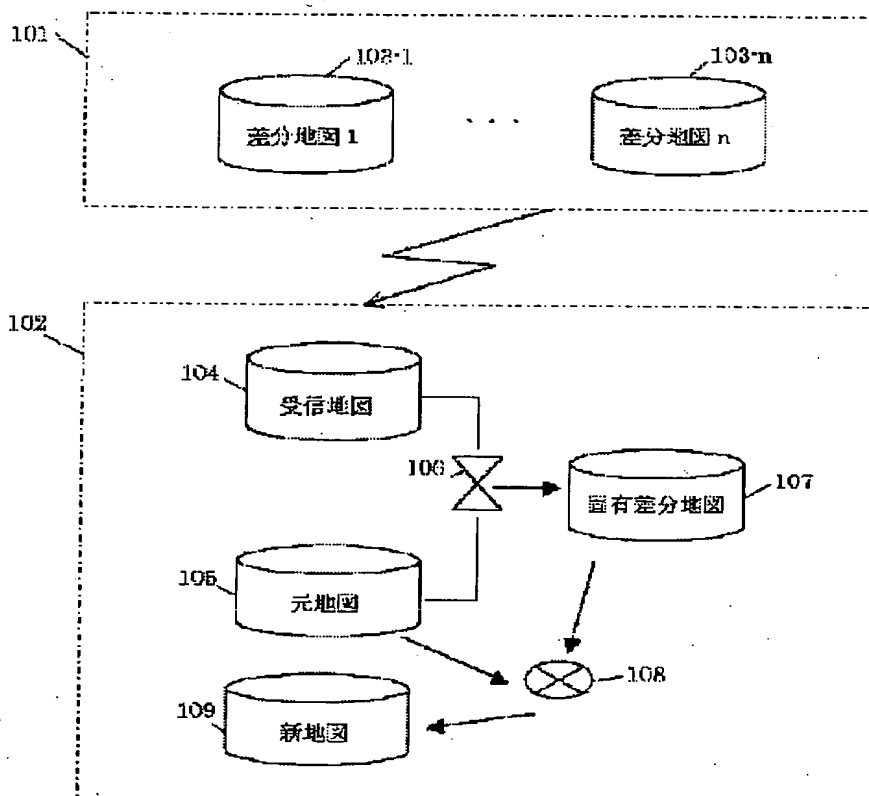 101
103-1
103-n
差分地図 1
. . .
差分地図 n
102
104
受信地図
106
107
固有差分地図
105
元地図
108
109
新地図